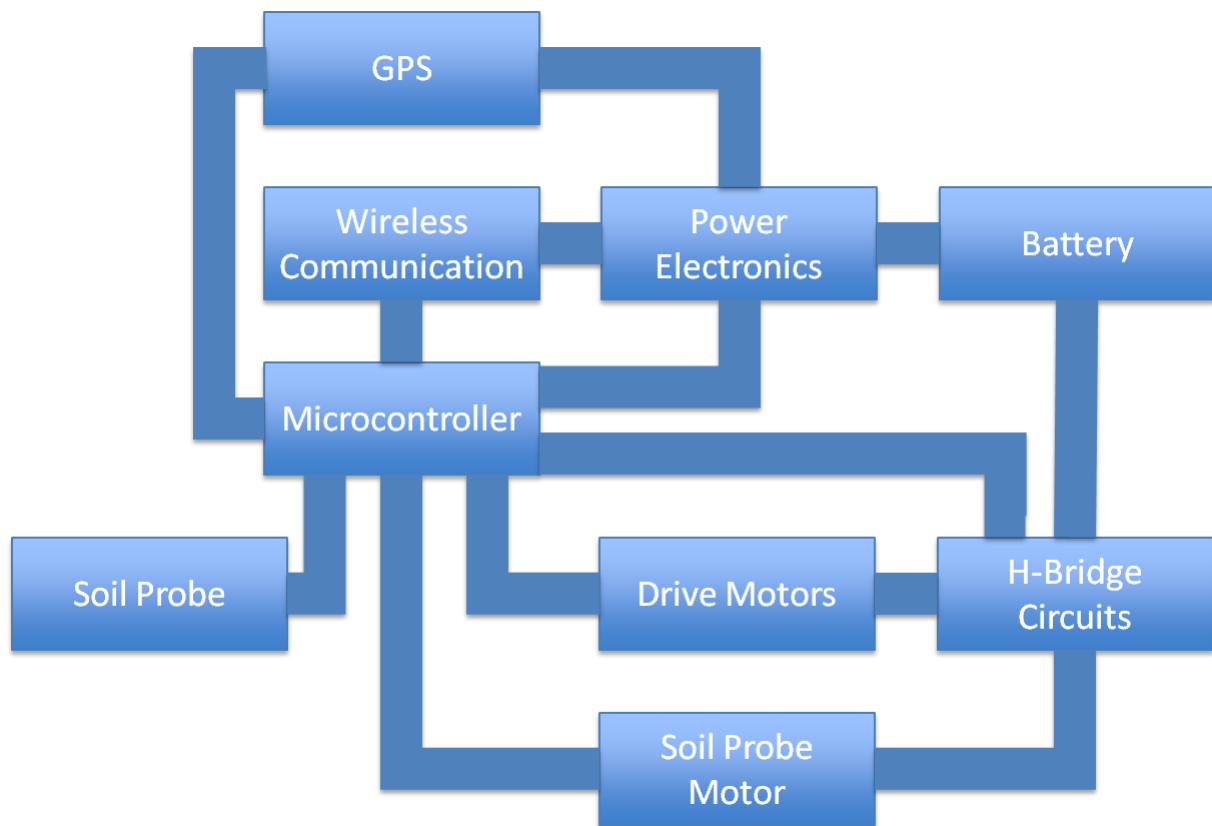 GPS
Wireless
Communication
Power
Electronics
Battery
Microcontroller
Soil Probe
Drive Motors
H-Bridge
Circuits
Soil Probe
Motor